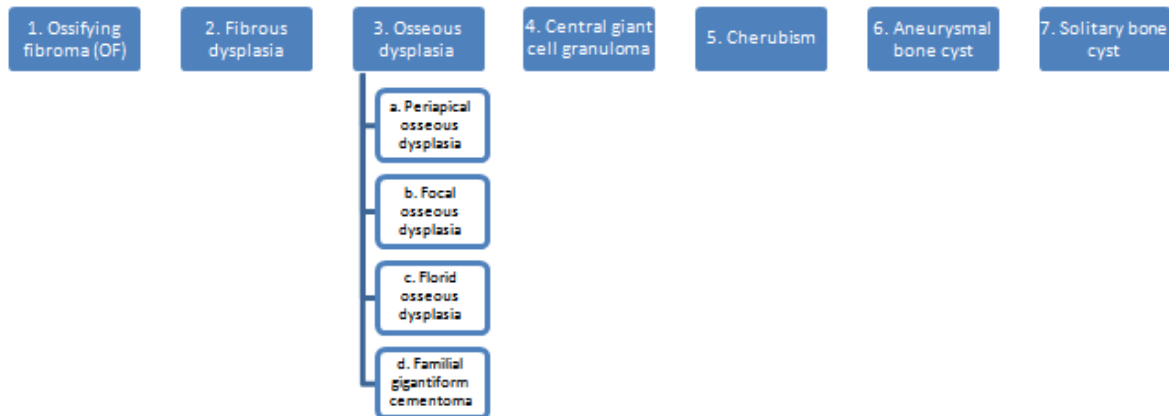 1. Ossifying
fibroma (OF)
2. Fibrous
dysplasia
3. Osseous
dysplasia
4. Central giant
cell granuloma
5. Cherubism
6. Aneurysmal
bone cyst
7. Solitary bone
cyst
a. Periapical
osseous
dysplasia
b. Focal
osseous
dysplasia
c. Florid
osseous
dysplasia
d. Familial
gigantiform
cementoma